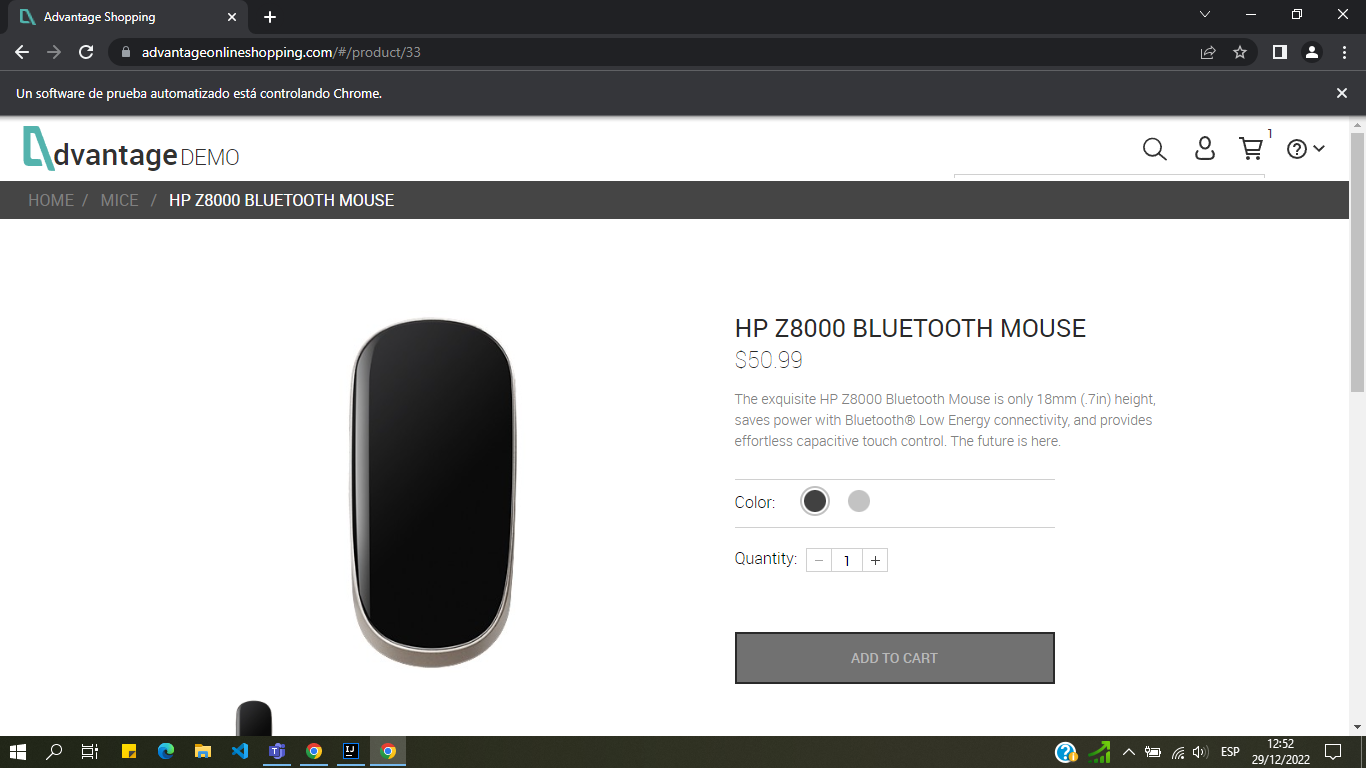 Advantage Shopping
advantageonlineshopping.com/#/product/33
Un software de prueba automatizado está controlando Chrome.
dvantage DEMO
1
HOME / MICE / HP Z8000 BLUETOOTH MOUSE
HP Z8000 BLUETOOTH MOUSE
$50.99
The exquisite HP Z8000 Bluetooth Mouse is only 18mm (.7in) height,
saves power with Bluetooth® Low Energy connectivity, and provides
effortless capacitive touch control. The future is here.
Color:
Quantity: − 1 +
ADD TO CART
ESP
12:52
29/12/2022